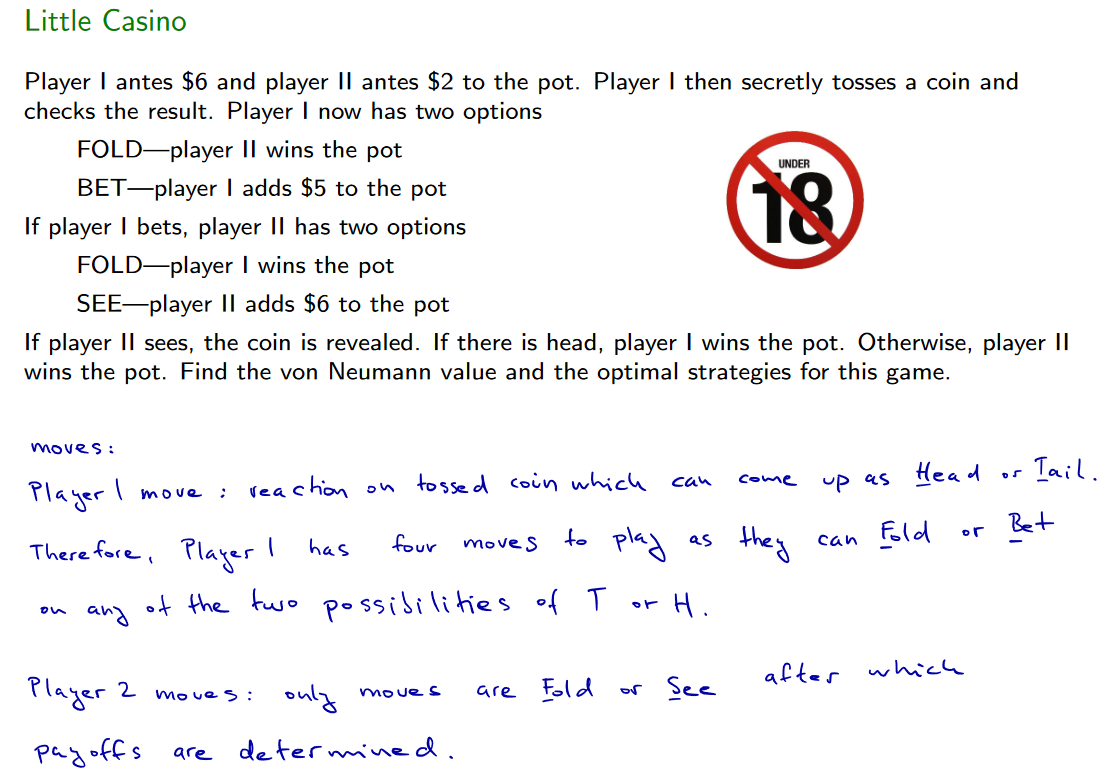 Little Casino
Player I antes $6 and player II antes $2 to the pot. Player I then secretly tosses a coin and
checks the result. Player I now has two options
FOLD—player II wins the pot
BET—player I adds $5 to the pot
If player I bets, player II has two options
FOLD—player I wins the pot
SEE—player II adds $6 to the pot
UNDER
18
If player II sees, the coin is revealed. If there is head, player I wins the pot. Otherwise, player II
wins the pot. Find the von Neumann value and the optimal strategies for this game.
moves:
Player 1 move : reaction on tossed coin which can come up as Head or Tail.
Therefore, Player 1 has four moves to play as they can Fold or Bet
on any of the two possibilities of T or H.
Player 2 moves: only moves are Fold or See after which
payoffs are determined.